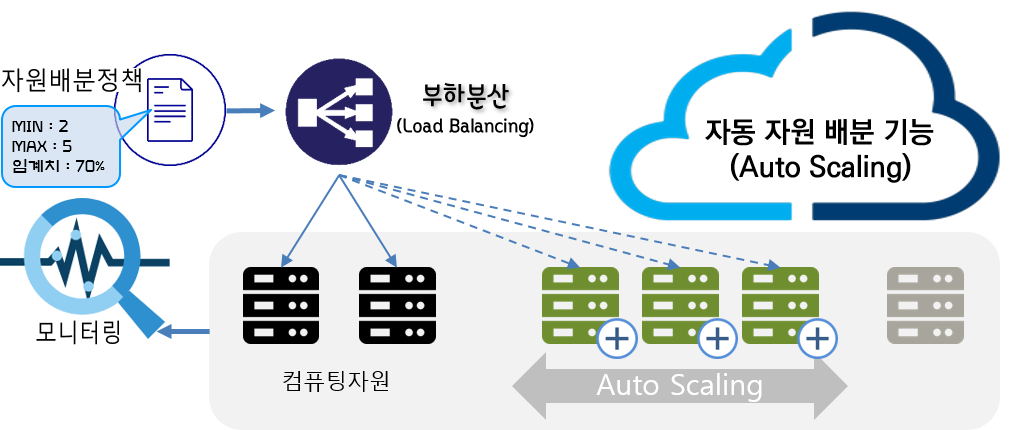 자원배분정책
MIN : 2
MAX : 5
임계치 : 70%
부하분산
(Load Balancing)
자동 자원 배분 기능
(Auto Scaling)
모니터링
컴퓨팅자원
Auto Scaling